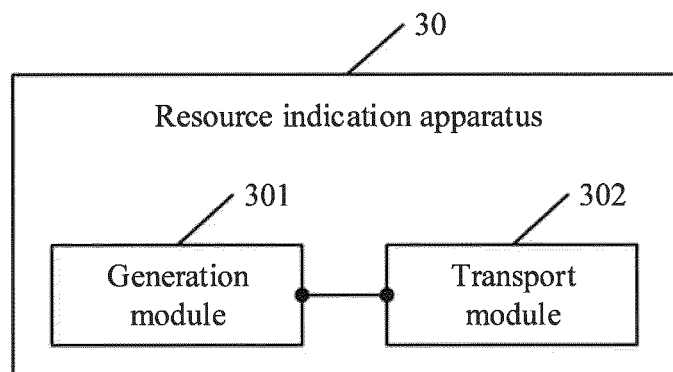 30
Resource indication apparatus
301
302
Generation
module
Transport
module